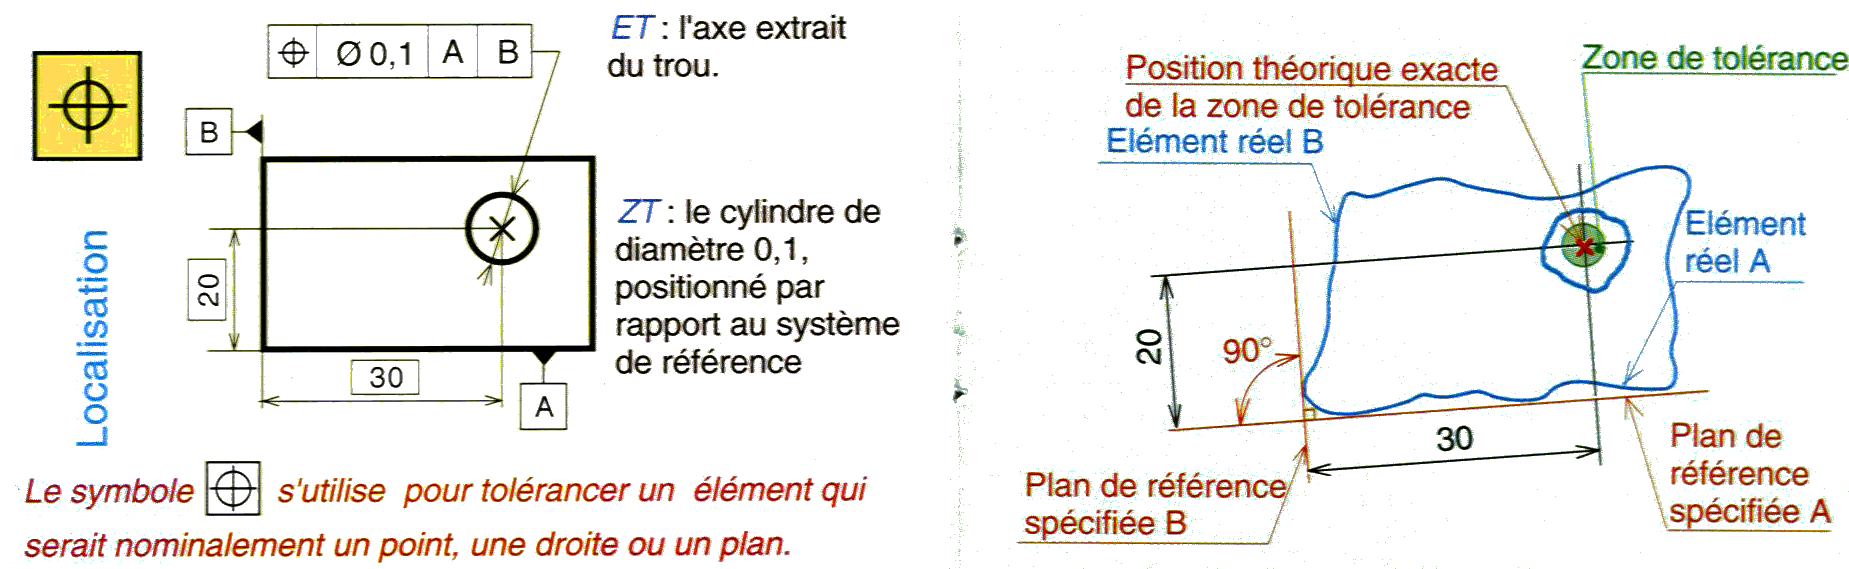 Localisation
⌖ Ø 0,1 A B
B
20
30
A
ET : l'axe extrait
du trou.
ZT : le cylindre de
diamètre 0,1,
positionné par
rapport au système
de référence
Le symbole ⌖ s'utilise pour tolérancer un élément qui
serait nominalement un point, une droite ou un plan.
Position théorique exacte
de la zone de tolérance
Zone de tolérance
Elément réel B
Elément
réel A
20
90°
30
Plan de référence
spécifiée B
Plan de
référence
spécifiée A